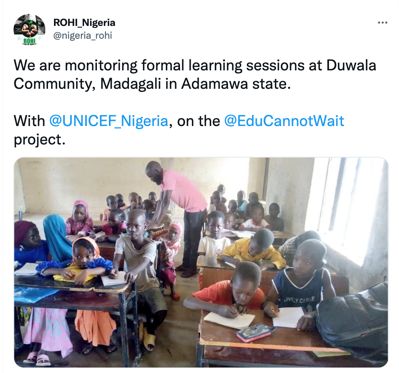 ROHI_Nigeria
@nigeria_rohi
We are monitoring formal learning sessions at Duwala
Community, Madagali in Adamawa state.
With @UNICEF_Nigeria, on the @EduCannotWait
project.